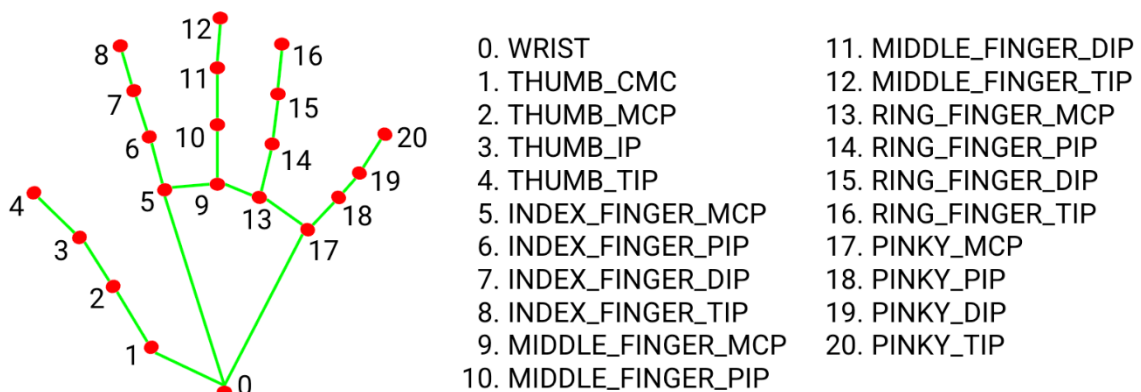 12
8
16
11
7
15
20
10
6
14
19
4
5
9
18
13
3
17
2
1
0
0. WRIST
1. THUMB_CMC
2. THUMB_MCP
3. THUMB_IP
4. THUMB_TIP
5. INDEX_FINGER_MCP
6. INDEX_FINGER_PIP
7. INDEX_FINGER_DIP
8. INDEX_FINGER_TIP
9. MIDDLE_FINGER_MCP
10. MIDDLE_FINGER_PIP
11. MIDDLE_FINGER_DIP
12. MIDDLE_FINGER_TIP
13. RING_FINGER_MCP
14. RING_FINGER_PIP
15. RING_FINGER_DIP
16. RING_FINGER_TIP
17. PINKY_MCP
18. PINKY_PIP
19. PINKY_DIP
20. PINKY_TIP